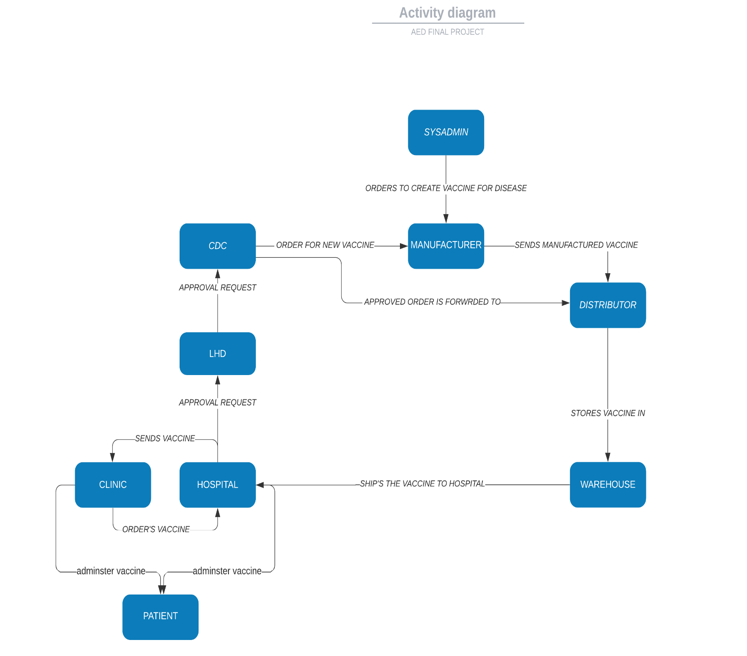 Activity diagram
AED FINAL PROJECT
SYSADMIN
ORDERS TO CREATE VACCINE FOR DISEASE
CDC
ORDER FOR NEW VACCINE
MANUFACTURER
SENDS MANUFACTURED VACCINE
APPROVAL REQUEST
APPROVED ORDER IS FORWRDED TO
DISTRIBUTOR
LHD
APPROVAL REQUEST
STORES VACCINE IN
SENDS VACCINE
CLINIC
HOSPITAL
SHIP'S THE VACCINE TO HOSPITAL
WAREHOUSE
ORDER'S VACCINE
adminster vaccine
adminster vaccine
PATIENT